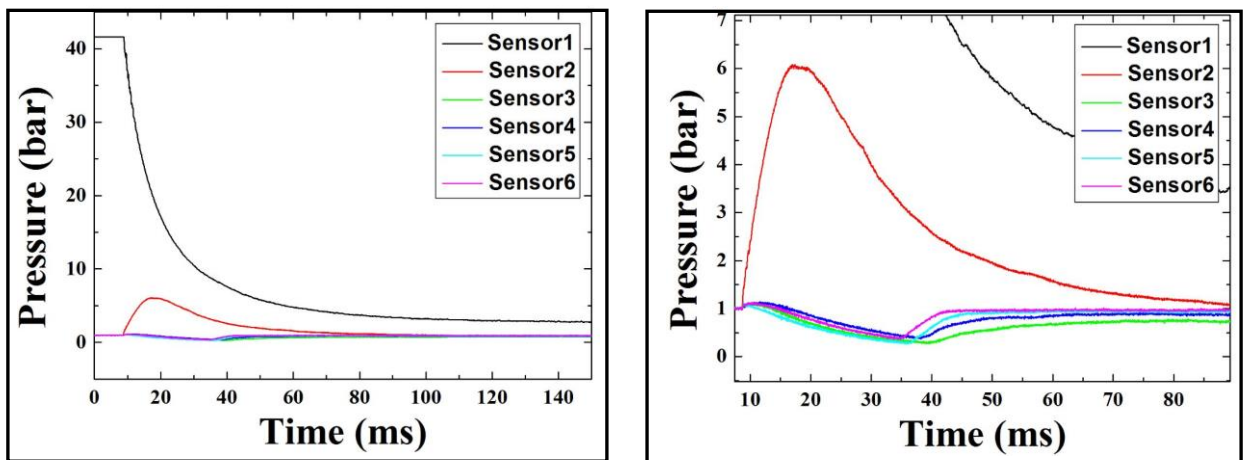 Pressure (bar)
40
30
20
10
0
Sensor1
Sensor2
Sensor3
Sensor4
Sensor5
Sensor6
0 20 40 60 80 100 120 140
Time (ms)
Pressure (bar)
7
6
5
4
3
2
1
0
Sensor1
Sensor2
Sensor3
Sensor4
Sensor5
Sensor6
10 20 30 40 50 60 70 80
Time (ms)